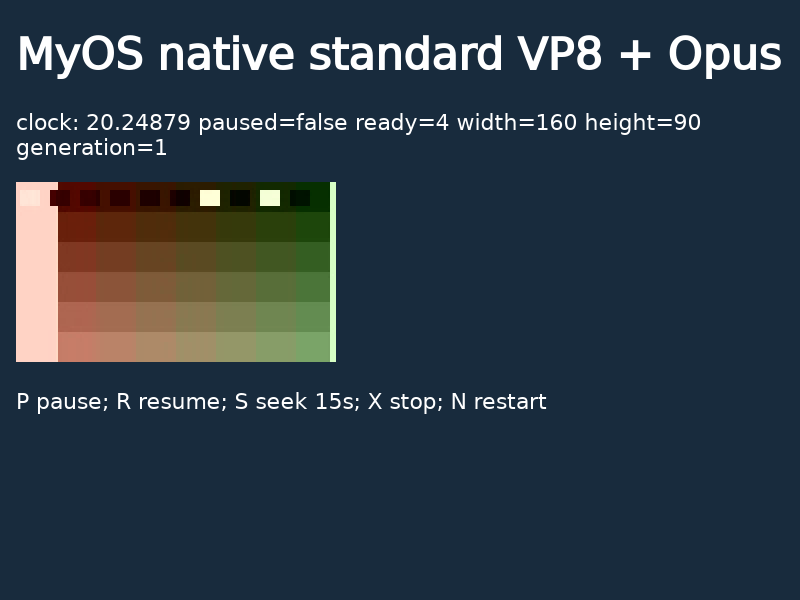 MyOS native standard VP8 + Opus
clock: 20.24879 paused=false ready=4 width=160 height=90
generation=1
P pause; R resume; S seek 15s; X stop; N restart